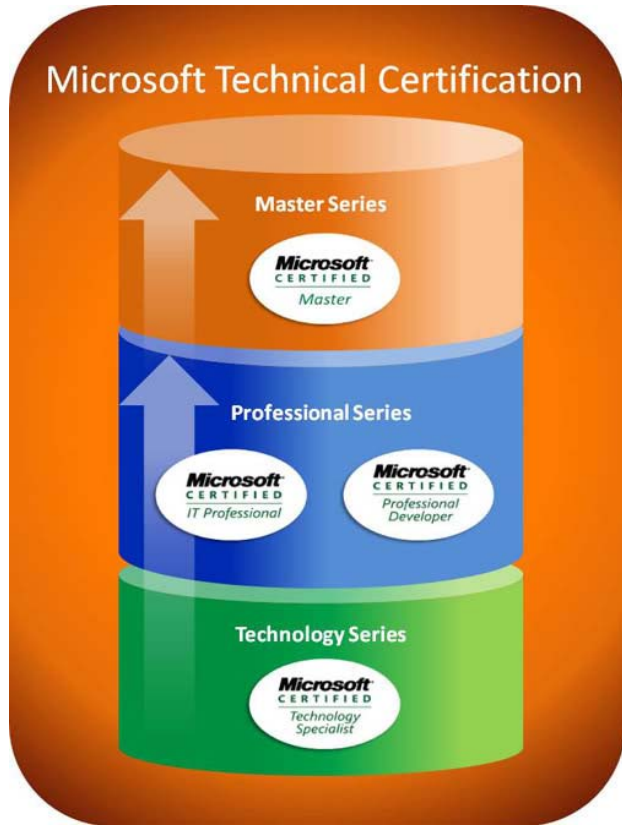 Microsoft Technical Certification
Master Series
Microsoft
CERTIFIED
Master
Professional Series
Microsoft
CERTIFIED
IT Professional
Microsoft
CERTIFIED
Professional
Developer
Technology Series
Microsoft
CERTIFIED
Technology
Specialist